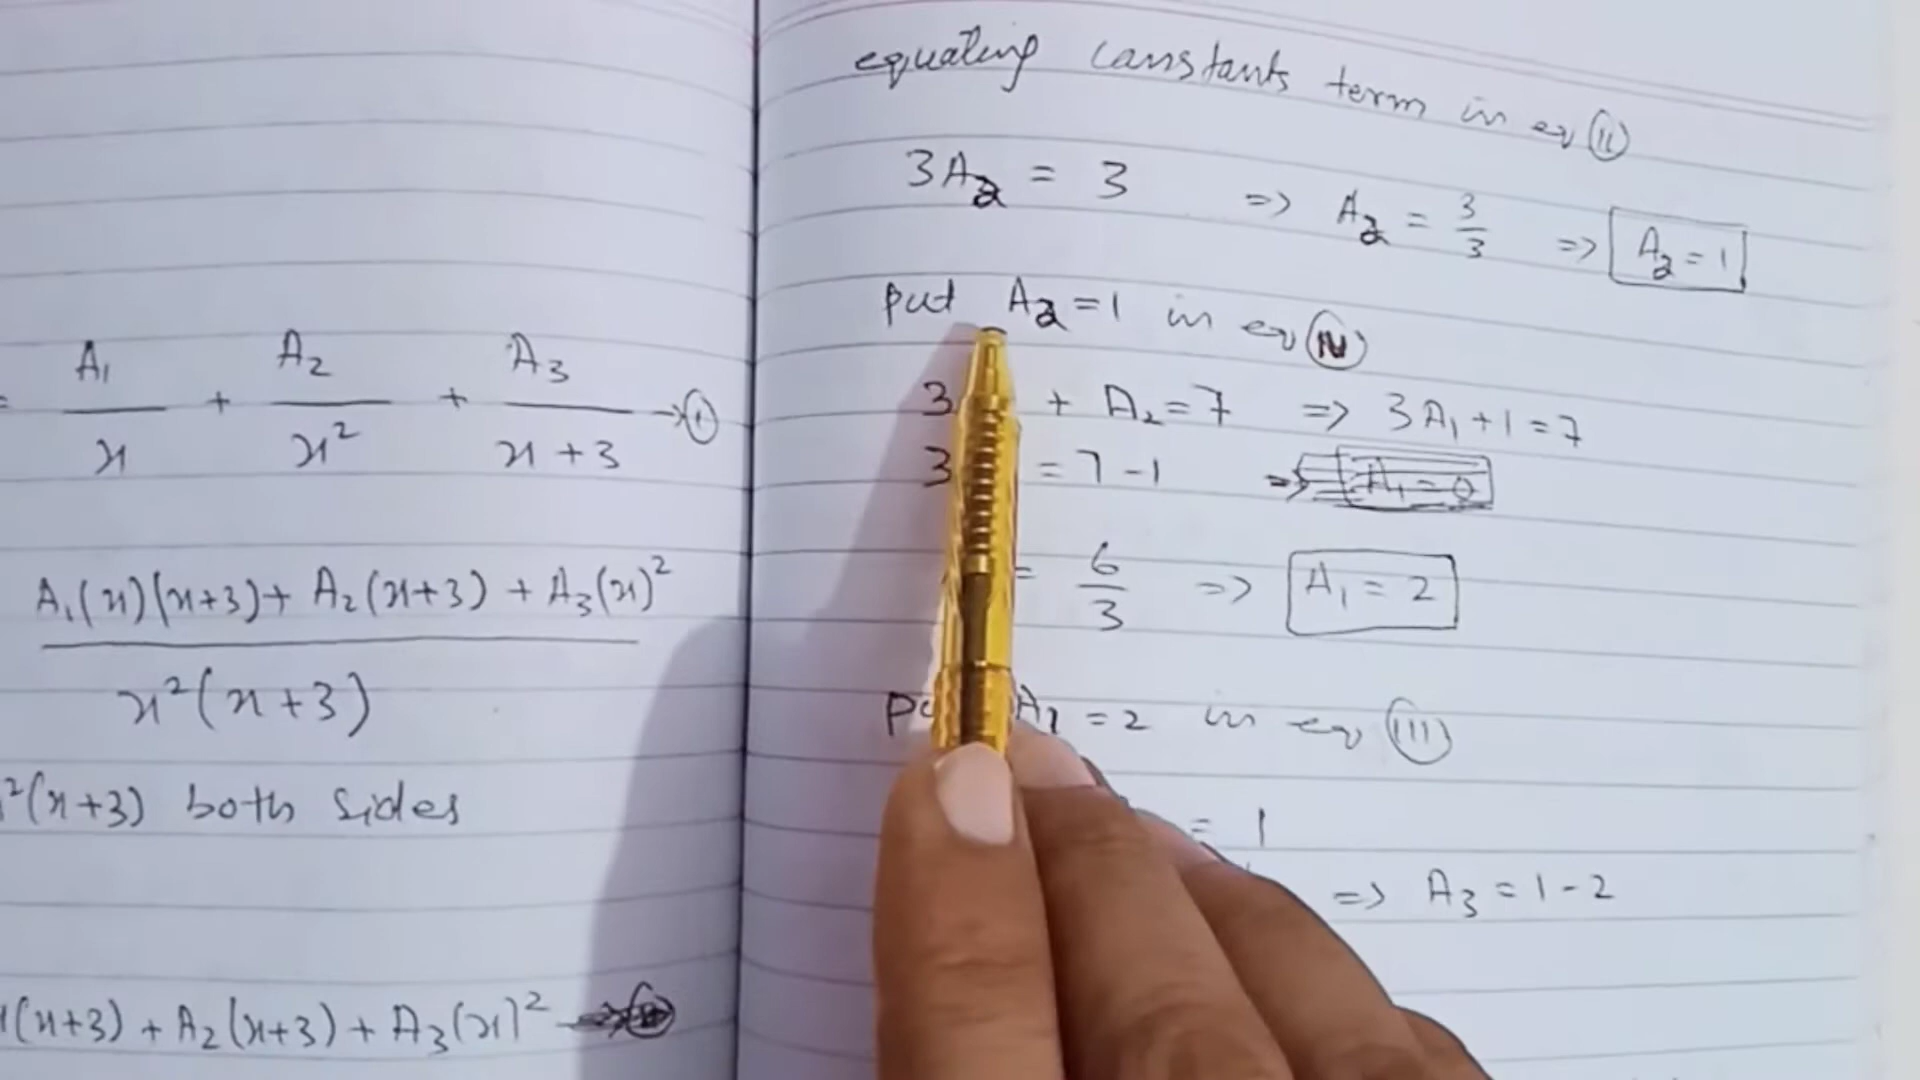 = A₁/x + A₂/x² + A₃/x+3 → (I)
A₁(x)(x+3) + A₂(x+3) + A₃(x)²
x²(x+3)
²(x+3) both sides
(x+3) + A₂(x+3) + A₃(x)² →
equating constants term in eq (II)
3A₂ = 3 => A₂ = 3/3 => A₂ = 1
put A₂ = 1 in eq (IV)
3 + A₂ = 7 => 3A₁ + 1 = 7
3 = 7 - 1 =>
= 6/3 => A₁ = 2
A₁ = 2 in eq (III)
= 1
=> A₃ = 1 - 2